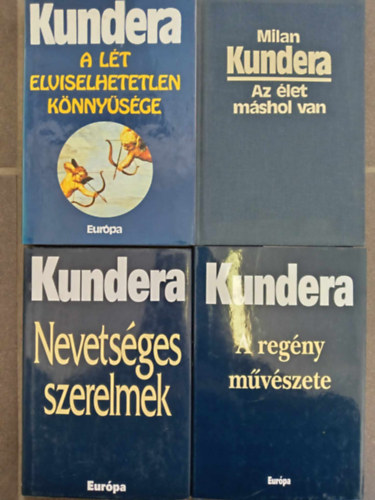 Kundera
A LÉT
ELVISELHETETLEN
KÖNNYŰSÉGE
Európa
Milan
Kundera
Az élet
máshol van
Kundera
Nevetséges
szerelmek
Európa
Kundera
A regény
művészete
Európa